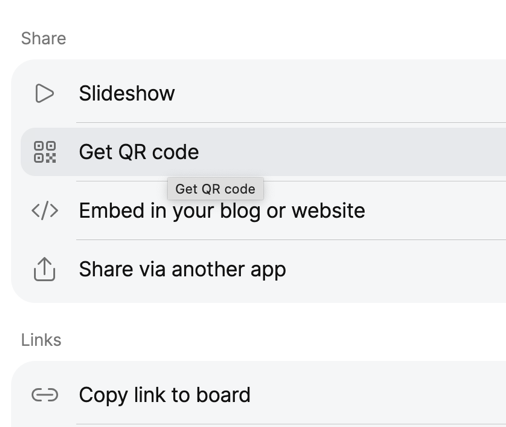 Share
Slideshow
Get QR code
Get QR code
Embed in your blog or website
Share via another app
Links
Copy link to board